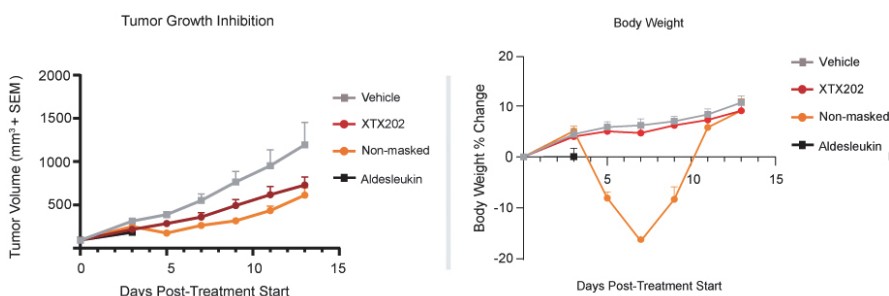 Tumor Growth Inhibition
Tumor Volume (mm³ + SEM )
2000
1500
1000
500
0
5
10
15
Days Post-Treatment Start
Vehicle
XTX202
Non-masked
Aldesleukin
Body Weight
Body Weight % Change
20
10
0
-10
-20
5
10
15
Days Post-Treatment Start
Vehicle
XTX202
Non-masked
Aldesleukin